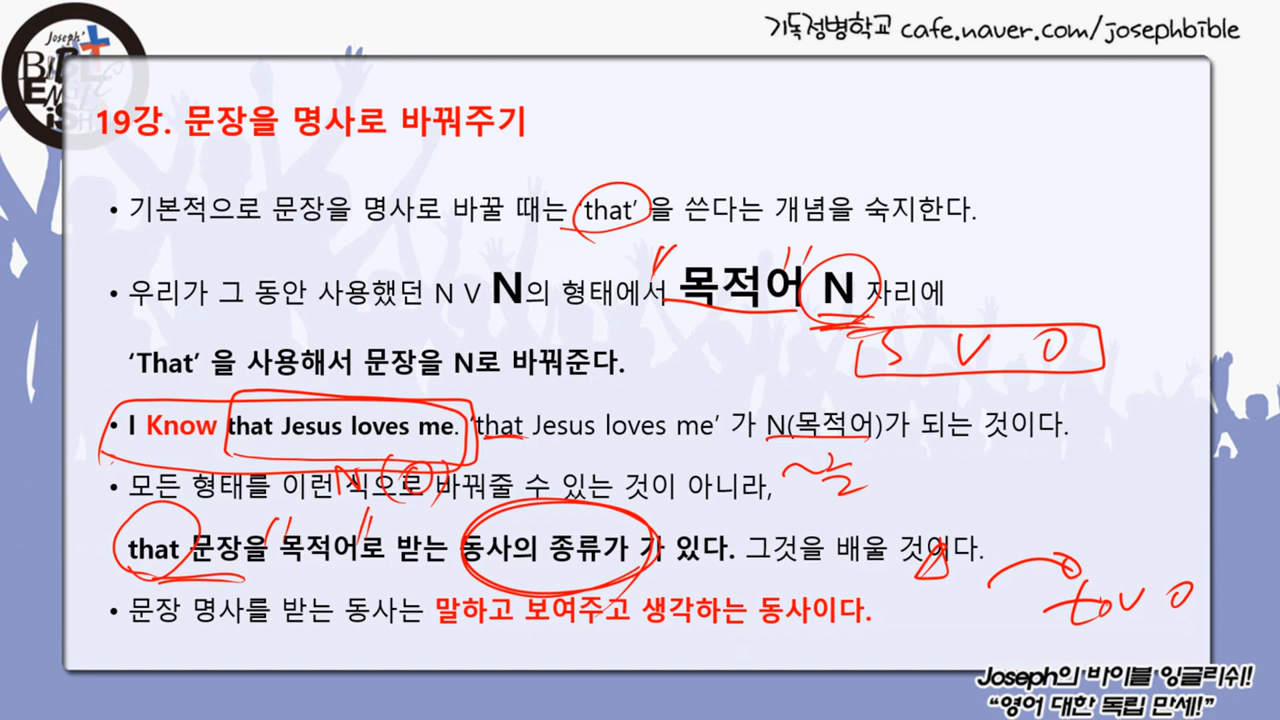 Joseph'
BIBLE
ENGLISH
기독정병학교 cafe.naver.com/josephbible
19강. 문장을 명사로 바꿔주기
• 기본적으로 문장을 명사로 바꿀 때는 ‘that’ 을 쓴다는 개념을 숙지한다.
• 우리가 그 동안 사용했던 N V N의 형태에서 목적어 N 자리에
S V O
‘That’ 을 사용해서 문장을 N로 바꿔준다.
• I Know that Jesus loves me. ‘that Jesus loves me’ 가 N(목적어)가 되는 것이다.
N (O)
• 모든 형태를 이런 식으로 바꿔줄 수 있는 것이 아니라,
that 문장을 목적어로 받는 동사의 종류가 가 있다. 그것을 배울 것이다.
to V O
• 문장 명사를 받는 동사는 말하고 보여주고 생각하는 동사이다.
Joseph의 바이블 잉글리쉬!
“영어 대한 독립 만세!”